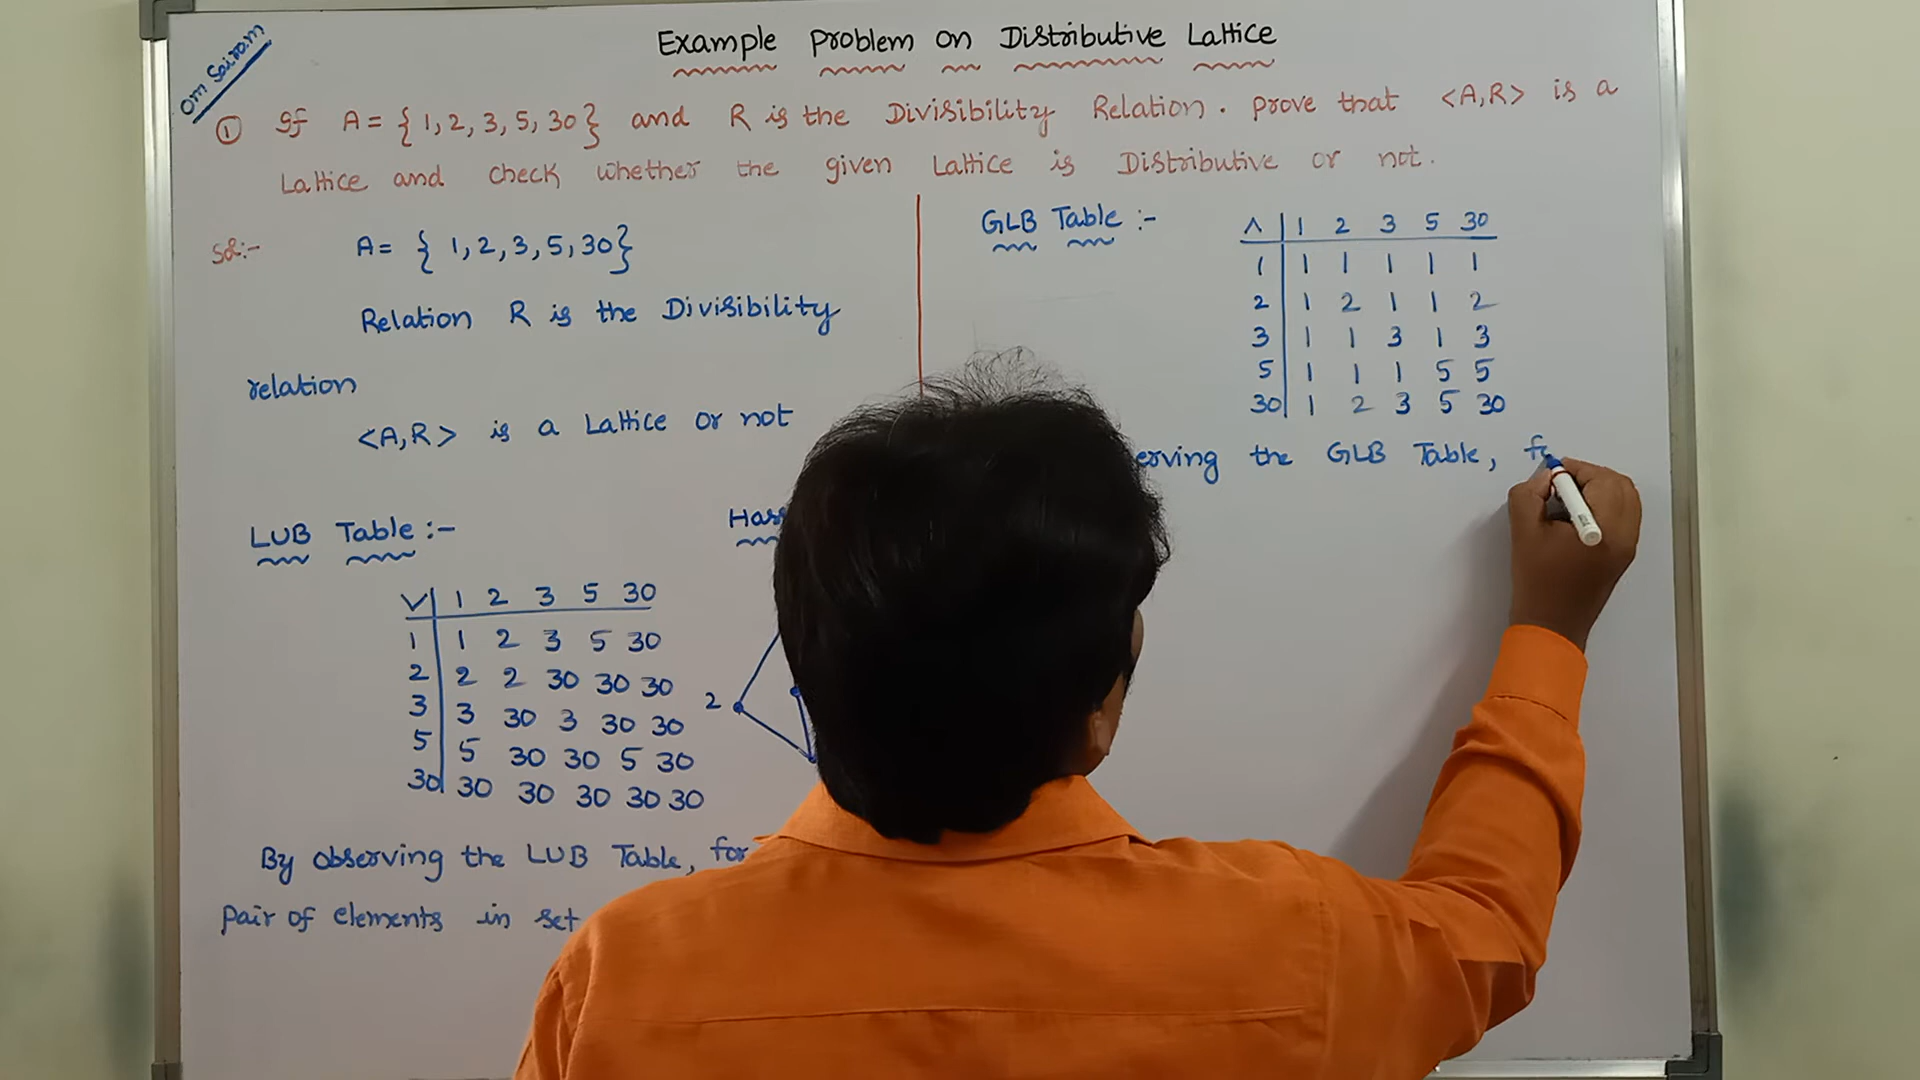 Om Sairam
Example Problem on Distributive Lattice
① If A = { 1, 2, 3, 5, 30 } and R is the Divisibility Relation. Prove that <A,R> is a
Lattice and check whether the given Lattice is Distributive or not.
Sol:-
A = { 1, 2, 3, 5, 30 }
Relation R is the Divisibility
relation
<A,R> is a Lattice or not
LUB Table :-
∨ 1 2 3 5 30
1 1 2 3 5 30
2 2 2 30 30 30
3 3 30 3 30 30
5 5 30 30 5 30
30 30 30 30 30 30
By observing the LUB Table, for
pair of elements in set
2
GLB Table :-
∧ 1 2 3 5 30
1 1 1 1 1 1
2 1 2 1 1 2
3 1 1 3 1 3
5 1 1 1 5 5
30 1 2 3 5 30
the GLB Table,